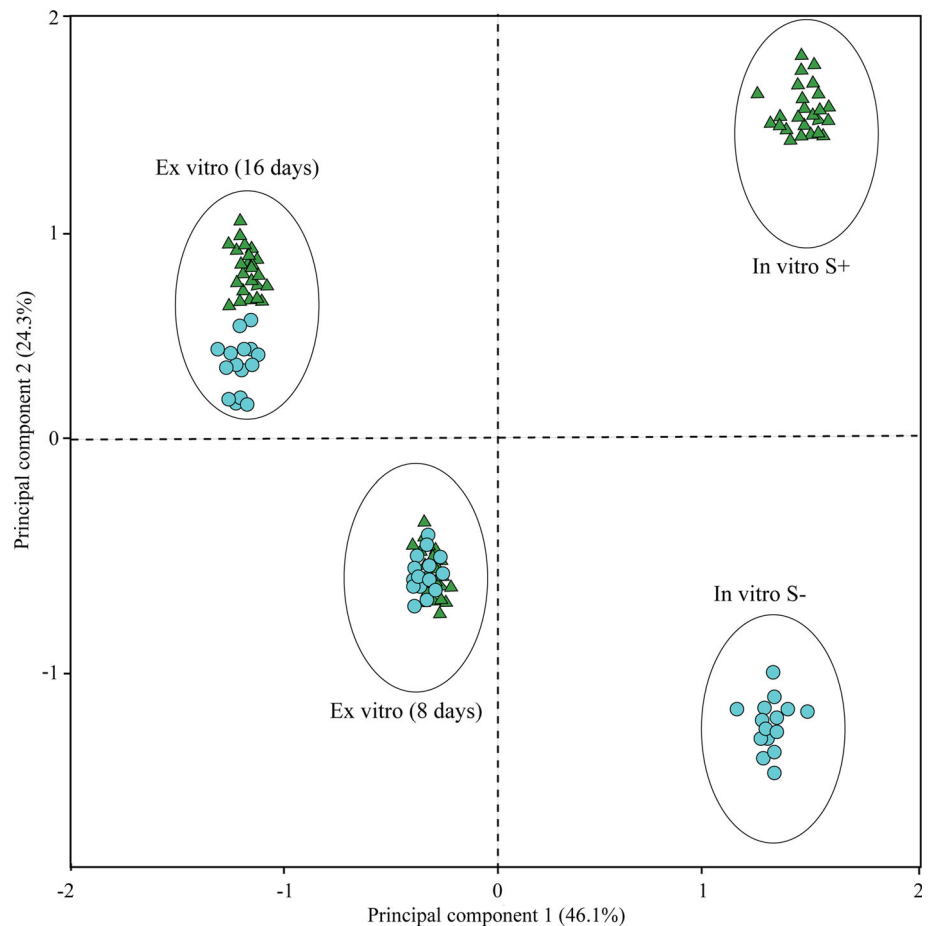 2
Ex vitro (16 days)
1
In vitro S+
Principal component 2 (24.3%)
0
In vitro S-
-1
Ex vitro (8 days)
-2
-1
0
1
2
Principal component 1 (46.1%)